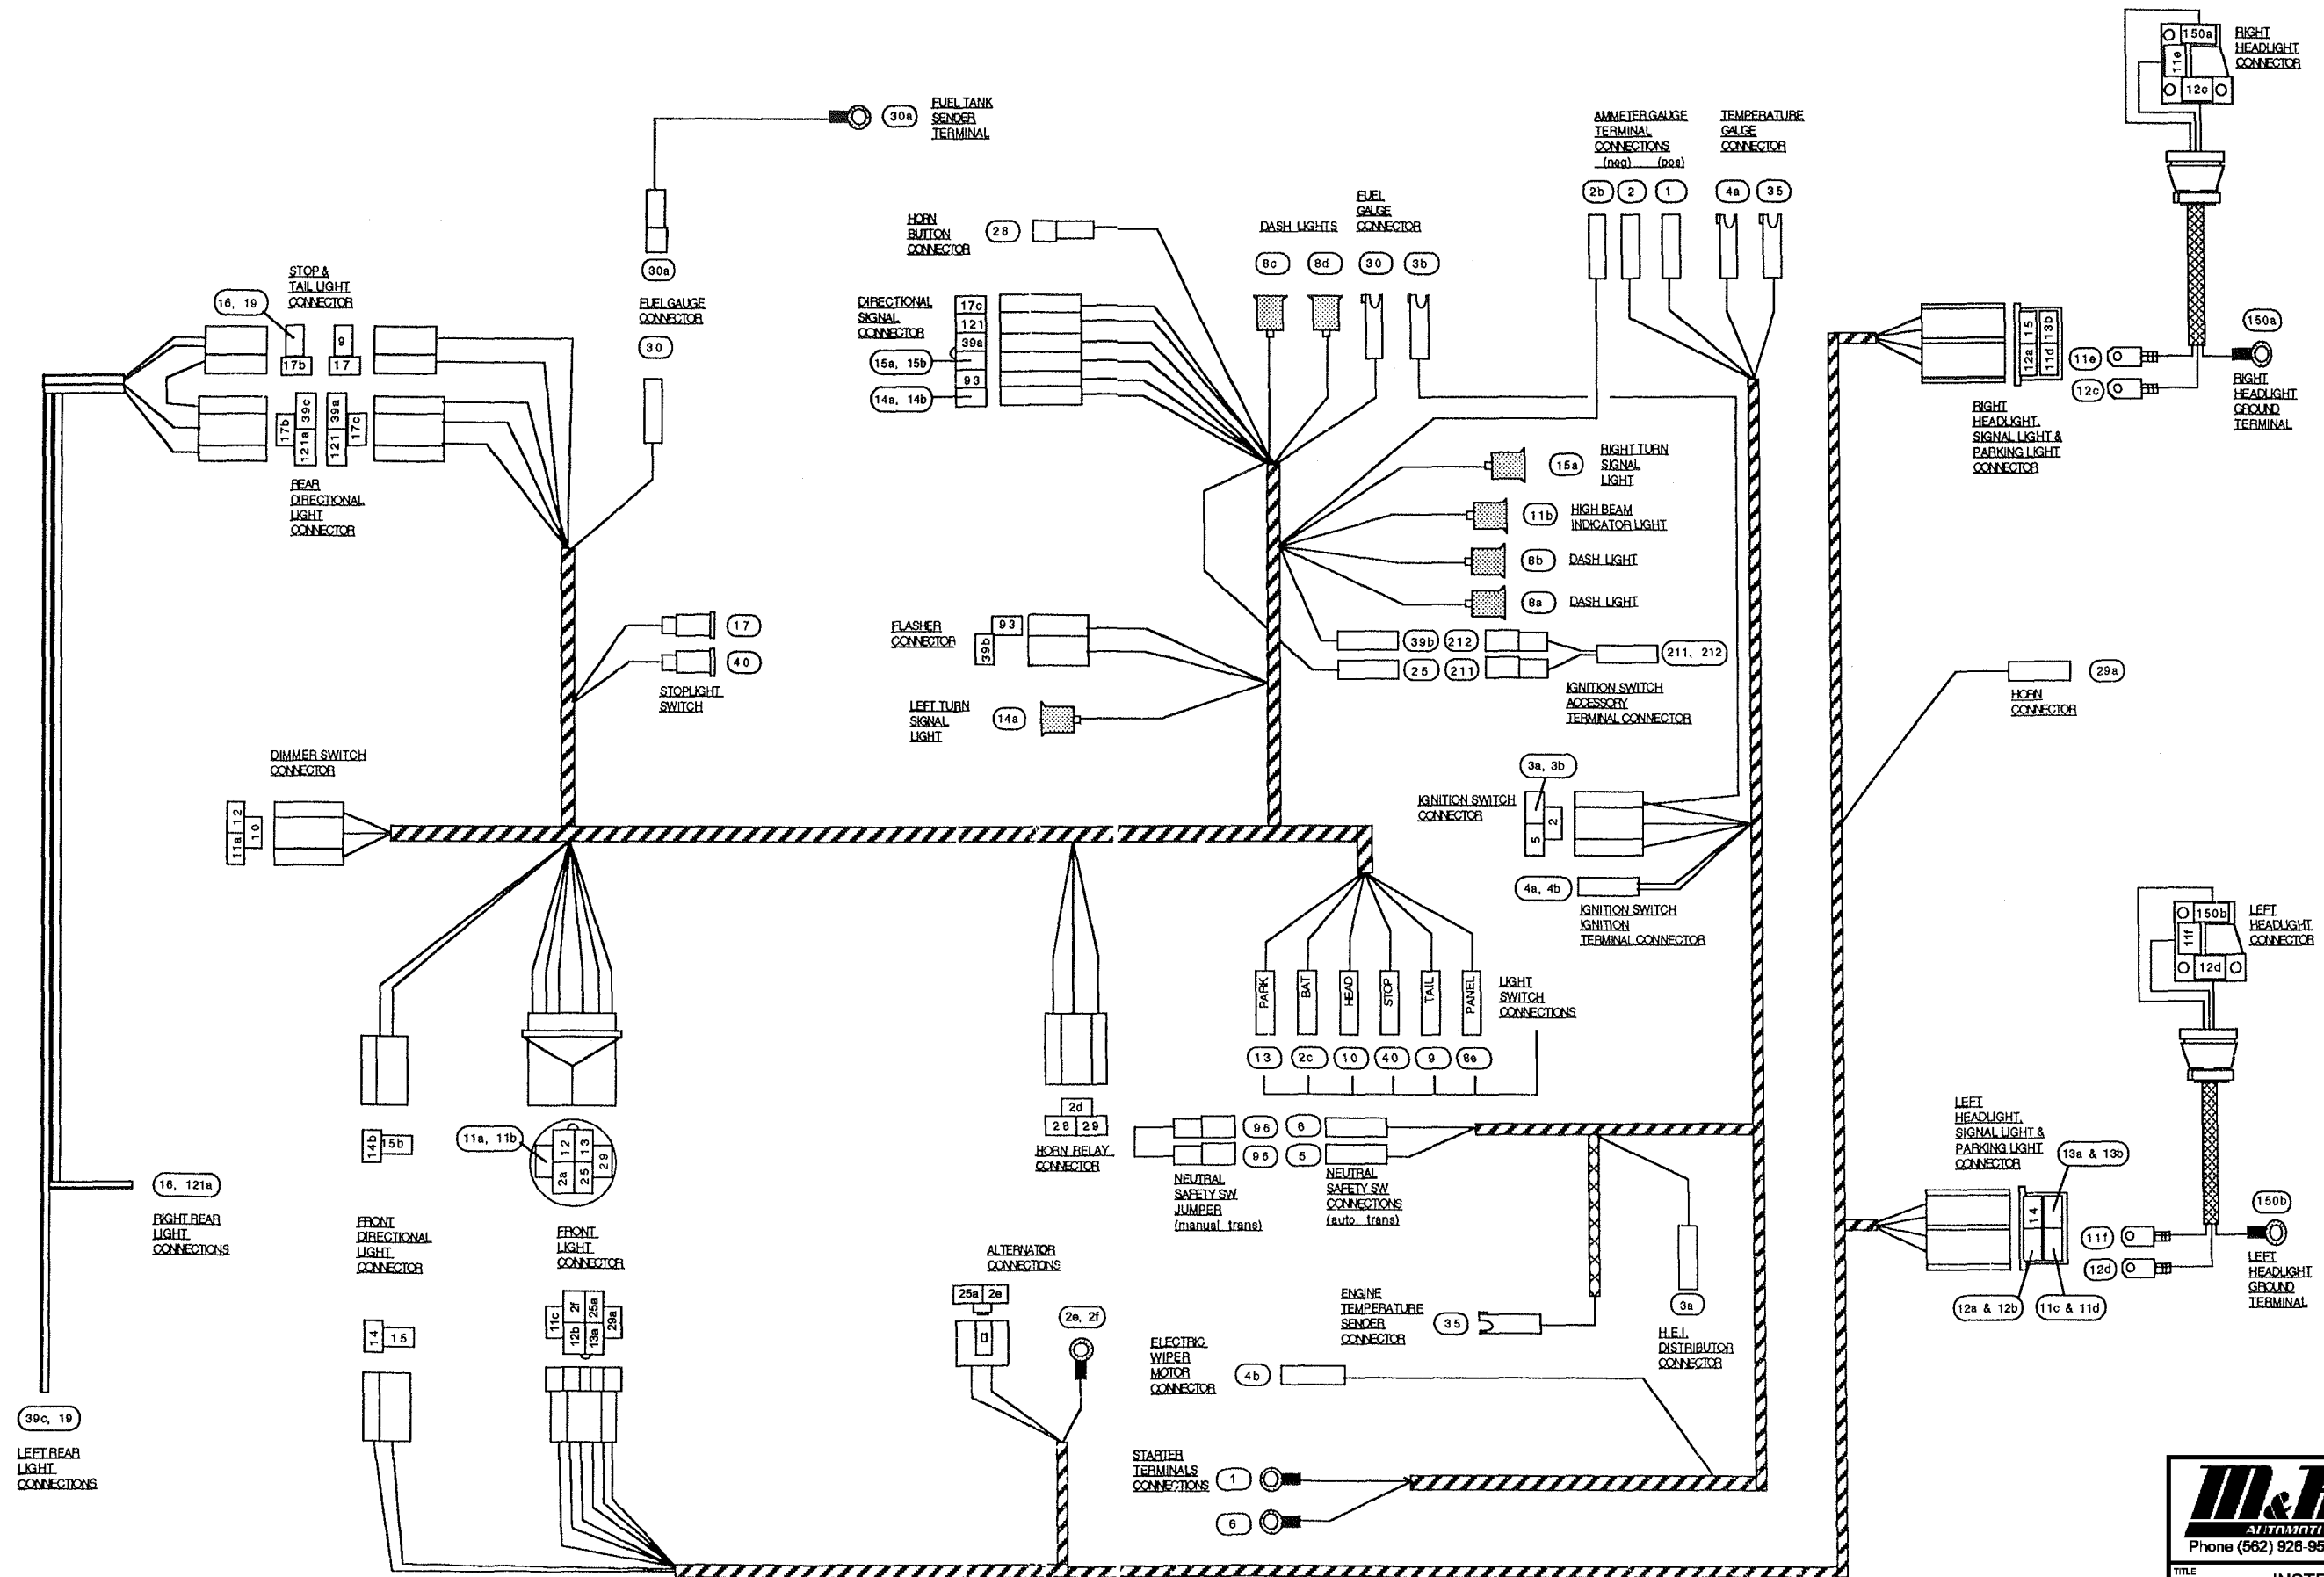 150a
11e
12c
RIGHT
HEADLIGHT
CONNECTOR
30a
FUEL TANK
SENDER
TERMINAL
AMMETER GAUGE
TERMINAL
CONNECTIONS
(neg) (pos)
TEMPERATURE
GAUGE
CONNECTOR
2b 2 1 4a 35
HORN
BUTTON
CONNECTOR
28
DASH LIGHTS
FUEL
GAUGE
CONNECTOR
8c 8d 30 3b
STOP &
TAIL LIGHT
CONNECTOR
16, 19
17b
9
17
30a
FUEL GAUGE
CONNECTOR
30
DIRECTIONAL
SIGNAL
CONNECTOR
17c
121
39a
15a, 15b
93
14a, 14b
17b
39c
121a
39a
121
17c
REAR
DIRECTIONAL
LIGHT
CONNECTOR
15
13b
12a
11d
11e
12c
150a
RIGHT
HEADLIGHT
GROUND
TERMINAL
RIGHT
HEADLIGHT,
SIGNAL LIGHT &
PARKING LIGHT
CONNECTOR
15a
RIGHT TURN
SIGNAL
LIGHT
11b
HIGH BEAM
INDICATOR LIGHT
8b
DASH LIGHT
8a
DASH LIGHT
39b 212
25 211
211, 212
IGNITION SWITCH
ACCESSORY
TERMINAL CONNECTOR
17
40
STOPLIGHT
SWITCH
FLASHER
CONNECTOR
93
39b
LEFT TURN
SIGNAL
LIGHT
14a
29a
HORN
CONNECTOR
DIMMER SWITCH
CONNECTOR
12
11a
10
3a, 3b
IGNITION SWITCH
CONNECTOR
2
5
4a, 4b
IGNITION SWITCH
IGNITION
TERMINAL CONNECTOR
150b
11f
12d
LEFT
HEADLIGHT
CONNECTOR
PARK
BAT
HEAD
STOP
TAIL
PANEL
LIGHT
SWITCH
CONNECTIONS
13 2c 10 40 9 8e
2d
28 29
HORN RELAY
CONNECTOR
96 6
96 5
NEUTRAL
SAFETY SW
JUMPER
(manual trans)
NEUTRAL
SAFETY SW
CONNECTIONS
(auto. trans)
14b
15b
11a, 11b
12
13
29
2a
25
16, 121a
RIGHT REAR
LIGHT
CONNECTIONS
FRONT
DIRECTIONAL
LIGHT
CONNECTOR
FRONT
LIGHT
CONNECTOR
LEFT
HEADLIGHT,
SIGNAL LIGHT &
PARKING LIGHT
CONNECTOR
13a & 13b
14
12a & 12b
11c & 11d
11f
12d
150b
LEFT
HEADLIGHT
GROUND
TERMINAL
ALTERNATOR
CONNECTIONS
25a 2e
2e, 2f
14
15
11c
2f
25a
29a
12b
13a
ENGINE
TEMPERATURE
SENDER
CONNECTOR
35
3a
H.E.I.
DISTRIBUTOR
CONNECTOR
ELECTRIC
WIPER
MOTOR
CONNECTOR
4b
39c, 19
LEFT REAR
LIGHT
CONNECTIONS
STARTER
TERMINALS
CONNECTIONS
1
6
M&H
AUTOMOTI
Phone (562) 926-95
TITLE